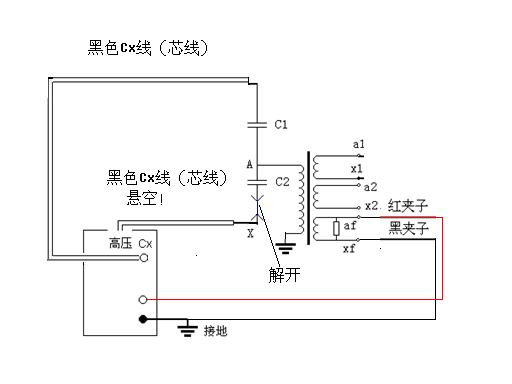 黑色Cx线（芯线）
C1
a1
A
x1
黑色Cx线（芯线）
C2
a2
悬空！
x2
红夹子
X
af
黑夹子
高压 Cx
xf
解开
接地